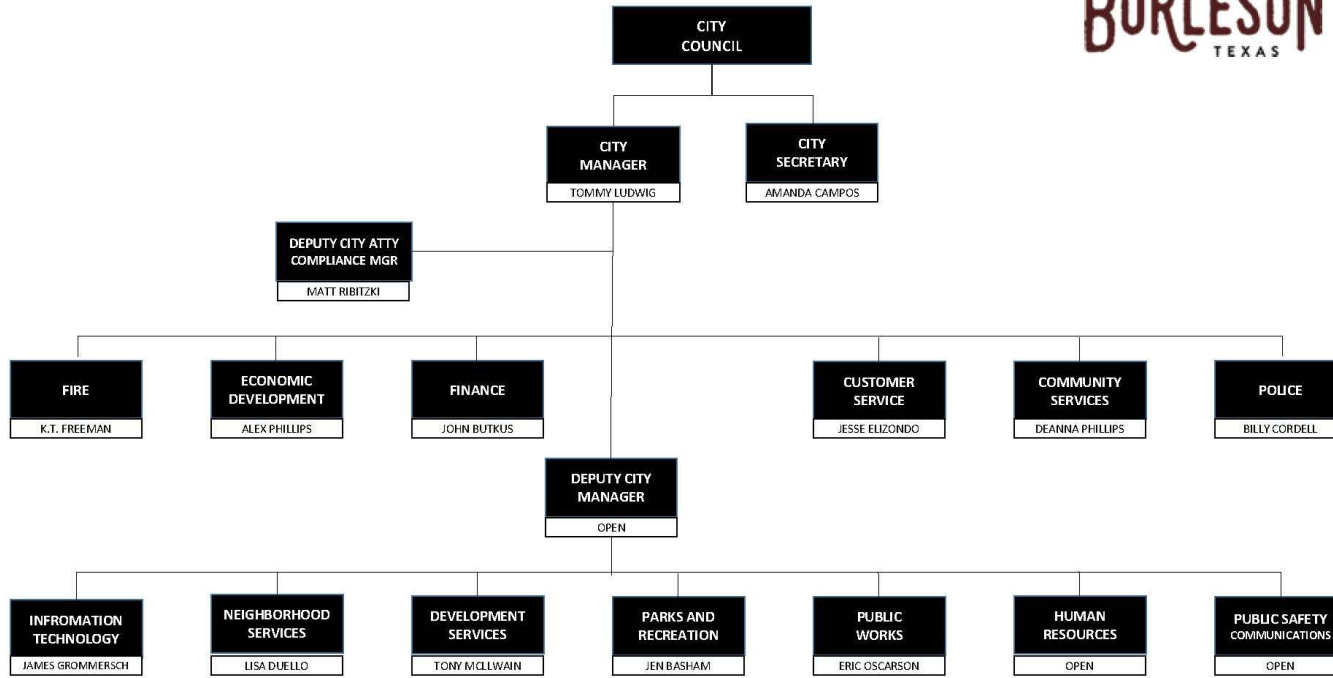 BURLESON
TEXAS
CITY
COUNCIL
CITY
MANAGER
TOMMY LUDWIG
CITY
SECRETARY
AMANDA CAMPOS
DEPUTY CITY ATTY
COMPLIANCE MGR
MATT RIBITZKI
FIRE
K.T. FREEMAN
ECONOMIC
DEVELOPMENT
ALEX PHILLIPS
FINANCE
JOHN BUTKUS
CUSTOMER
SERVICE
JESSE ELIZONDO
COMMUNITY
SERVICES
DEANNA PHILLIPS
POLICE
BILLY CORDELL
DEPUTY CITY
MANAGER
OPEN
INFROMATION
TECHNOLOGY
JAMES GROMMERSCH
NEIGHBORHOOD
SERVICES
LISA DUELLO
DEVELOPMENT
SERVICES
TONY MCLLWAIN
PARKS AND
RECREATION
JEN BASHAM
PUBLIC
WORKS
ERIC OSCARSON
HUMAN
RESOURCES
OPEN
PUBLIC SAFETY
COMMUNICATIONS
OPEN